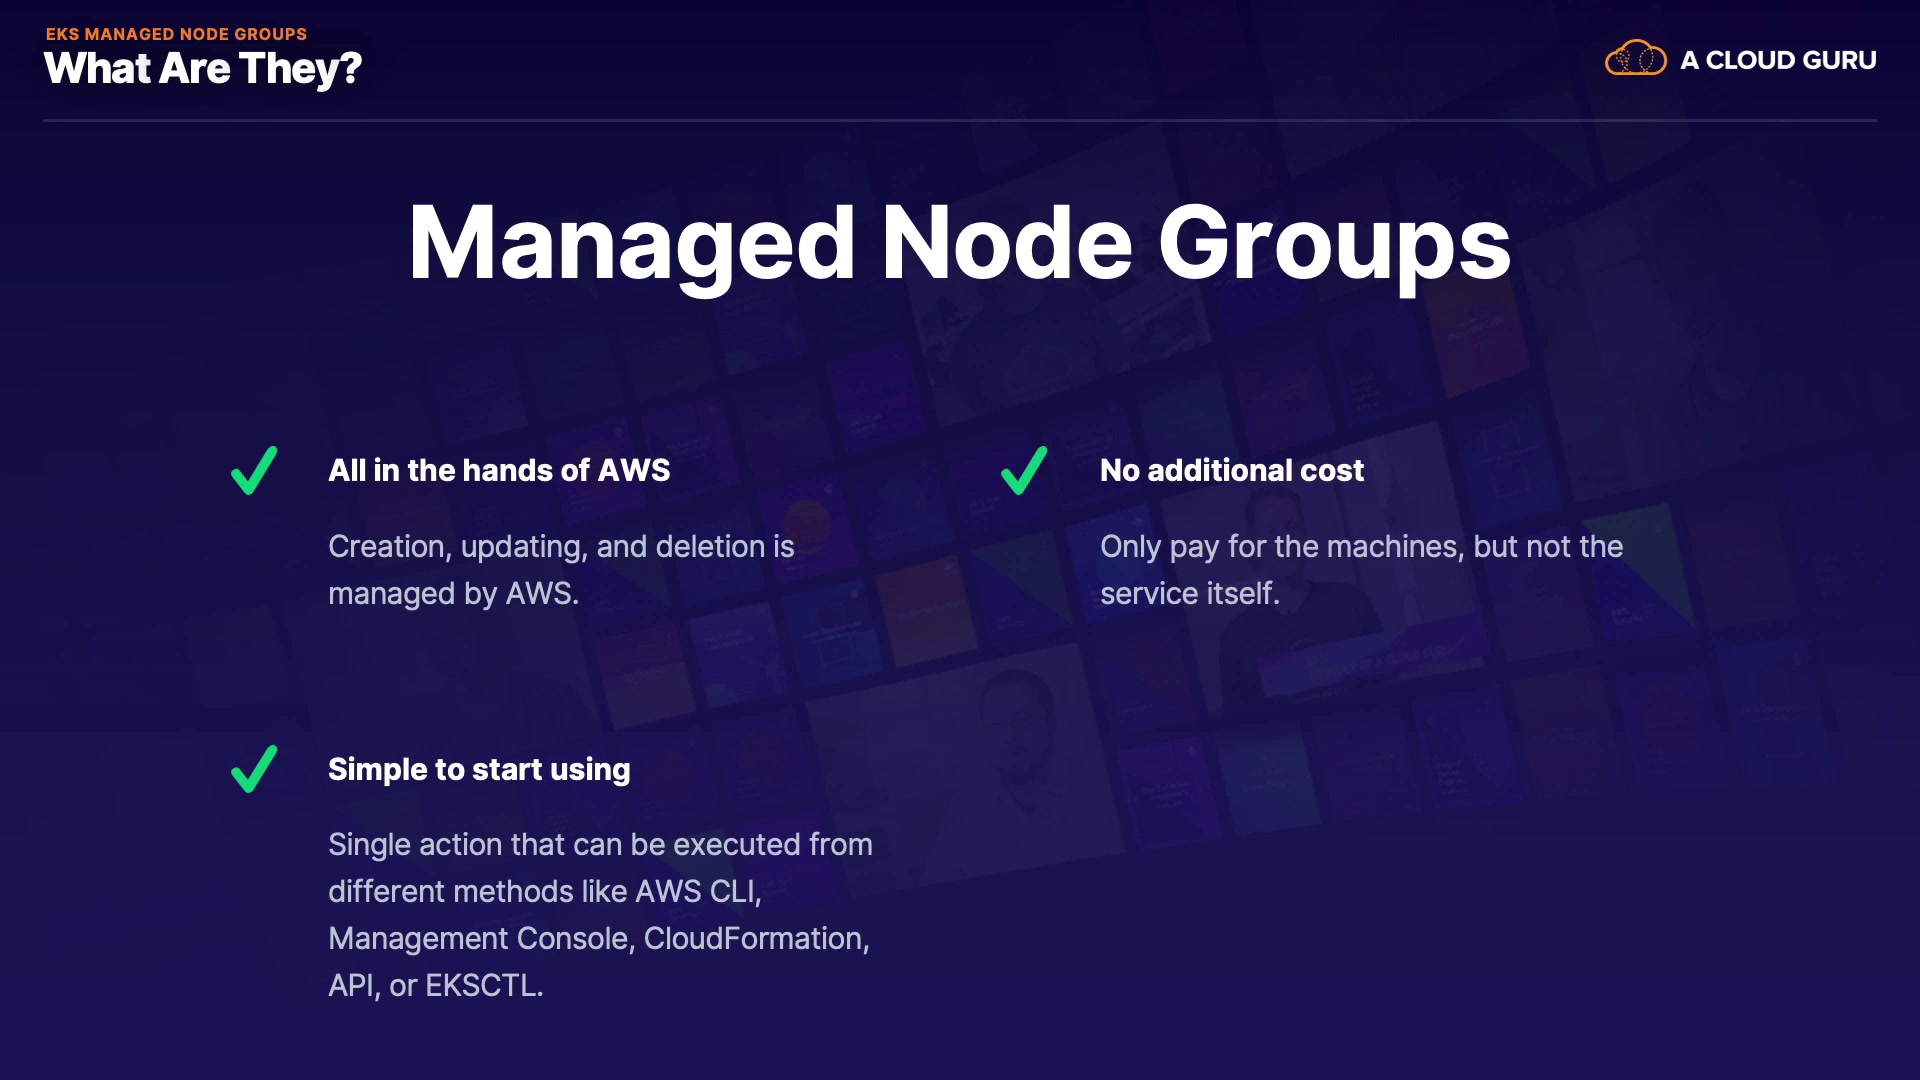 EKS MANAGED NODE GROUPS
What Are They?
A CLOUD GURU
Managed Node Groups
All in the hands of AWS
Creation, updating, and deletion is
managed by AWS.
No additional cost
Only pay for the machines, but not the
service itself.
Simple to start using
Single action that can be executed from
different methods like AWS CLI,
Management Console, CloudFormation,
API, or EKSCTL.